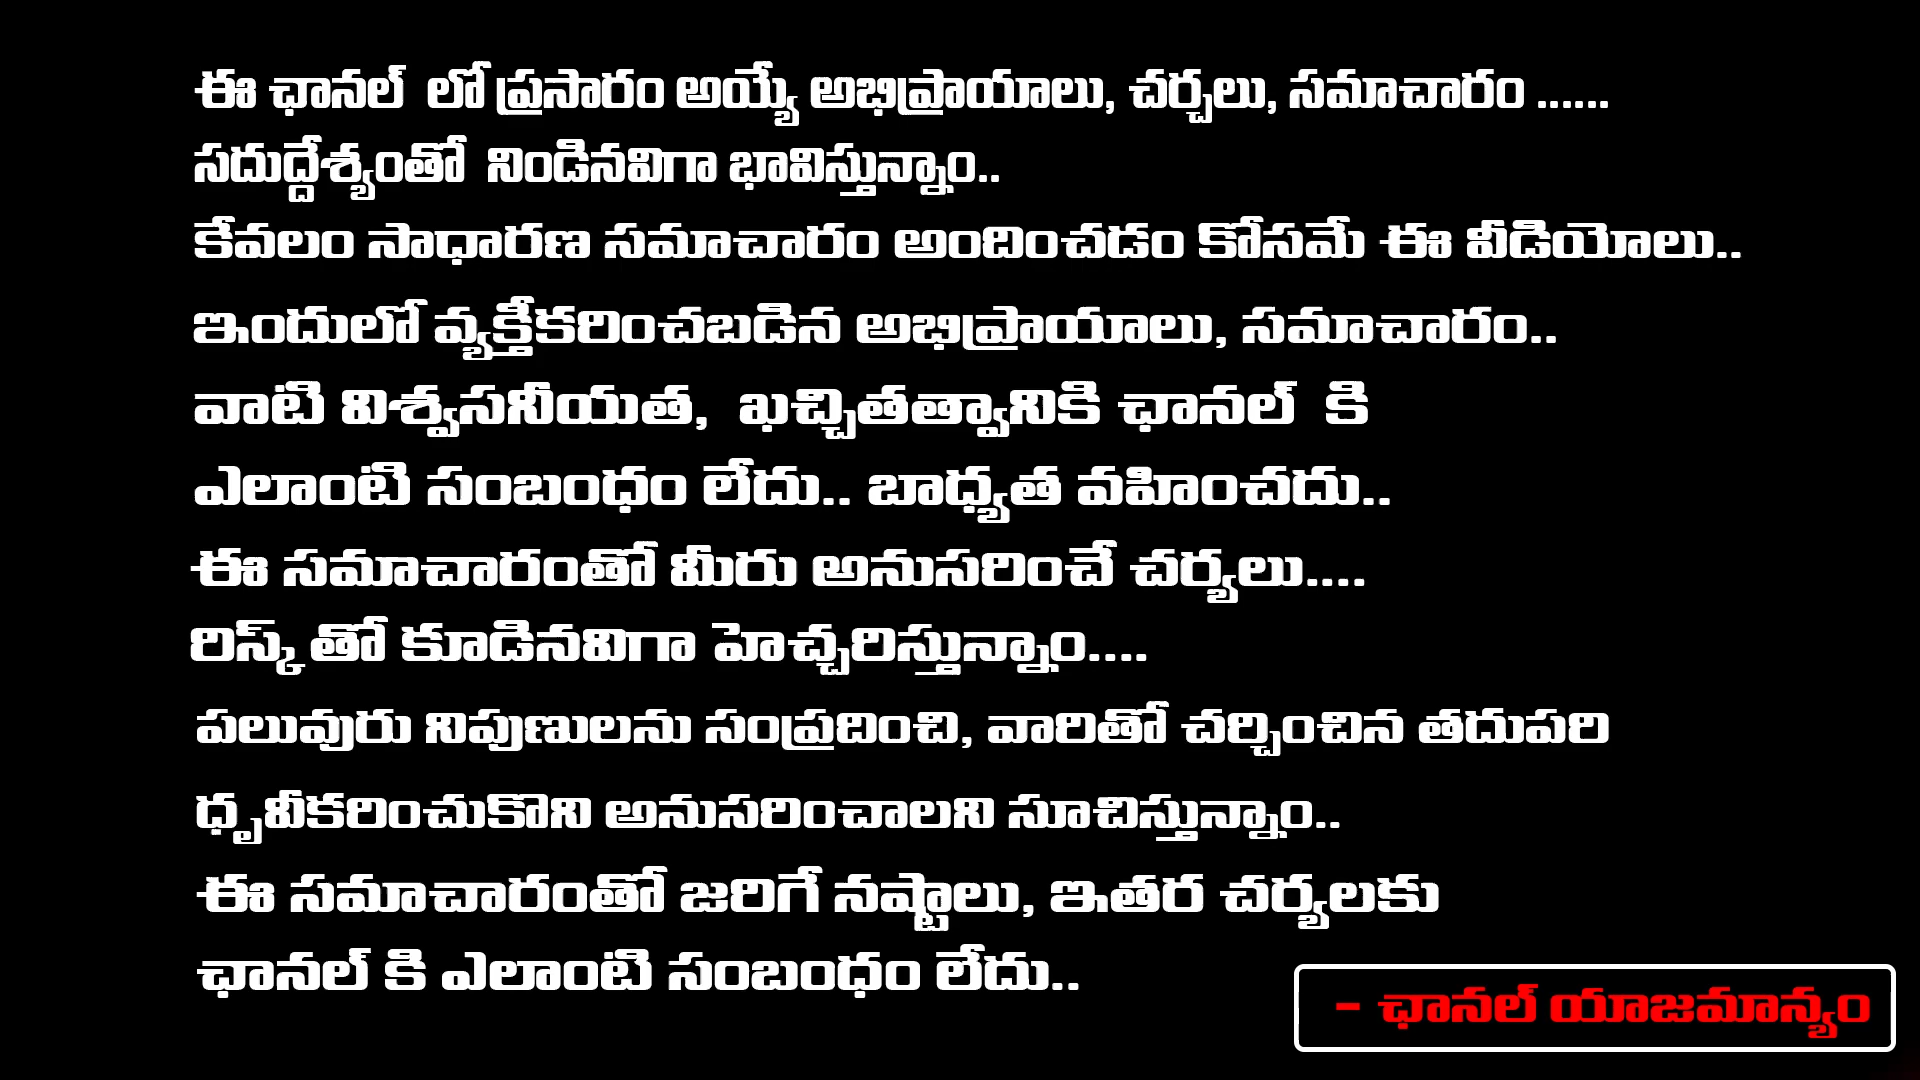 ఈ ఛానల్ లో ప్రసారం అయ్యే అభిప్రాయాలు, చర్చలు, సమాచారం ......
సదుద్దేశ్యంతో నిండినవిగా భావిస్తున్నాం..
కేవలం సాధారణ సమాచారం అందించడం కోసమే ఈ వీడియోలు..
ఇందులో వ్యక్తీకరించబడిన అభిప్రాయాలు, సమాచారం..
వాటి విశ్వసనీయత, ఖచ్చితత్వానికి ఛానల్ కి
ఎలాంటి సంబంధం లేదు.. బాధ్యత వహించదు..
ఈ సమాచారంతో మీరు అనుసరించే చర్యలు....
రిస్క్ తో కూడినవిగా హెచ్చరిస్తున్నాం....
పలువురు నిపుణులను సంప్రదించి, వారితో చర్చించిన తదుపరి
ధృవీకరించుకొని అనుసరించాలని సూచిస్తున్నాం..
ఈ సమాచారంతో జరిగే నష్టాలు, ఇతర చర్యలకు
ఛానల్ కి ఎలాంటి సంబంధం లేదు..
- ఛానల్ యాజమాన్యం